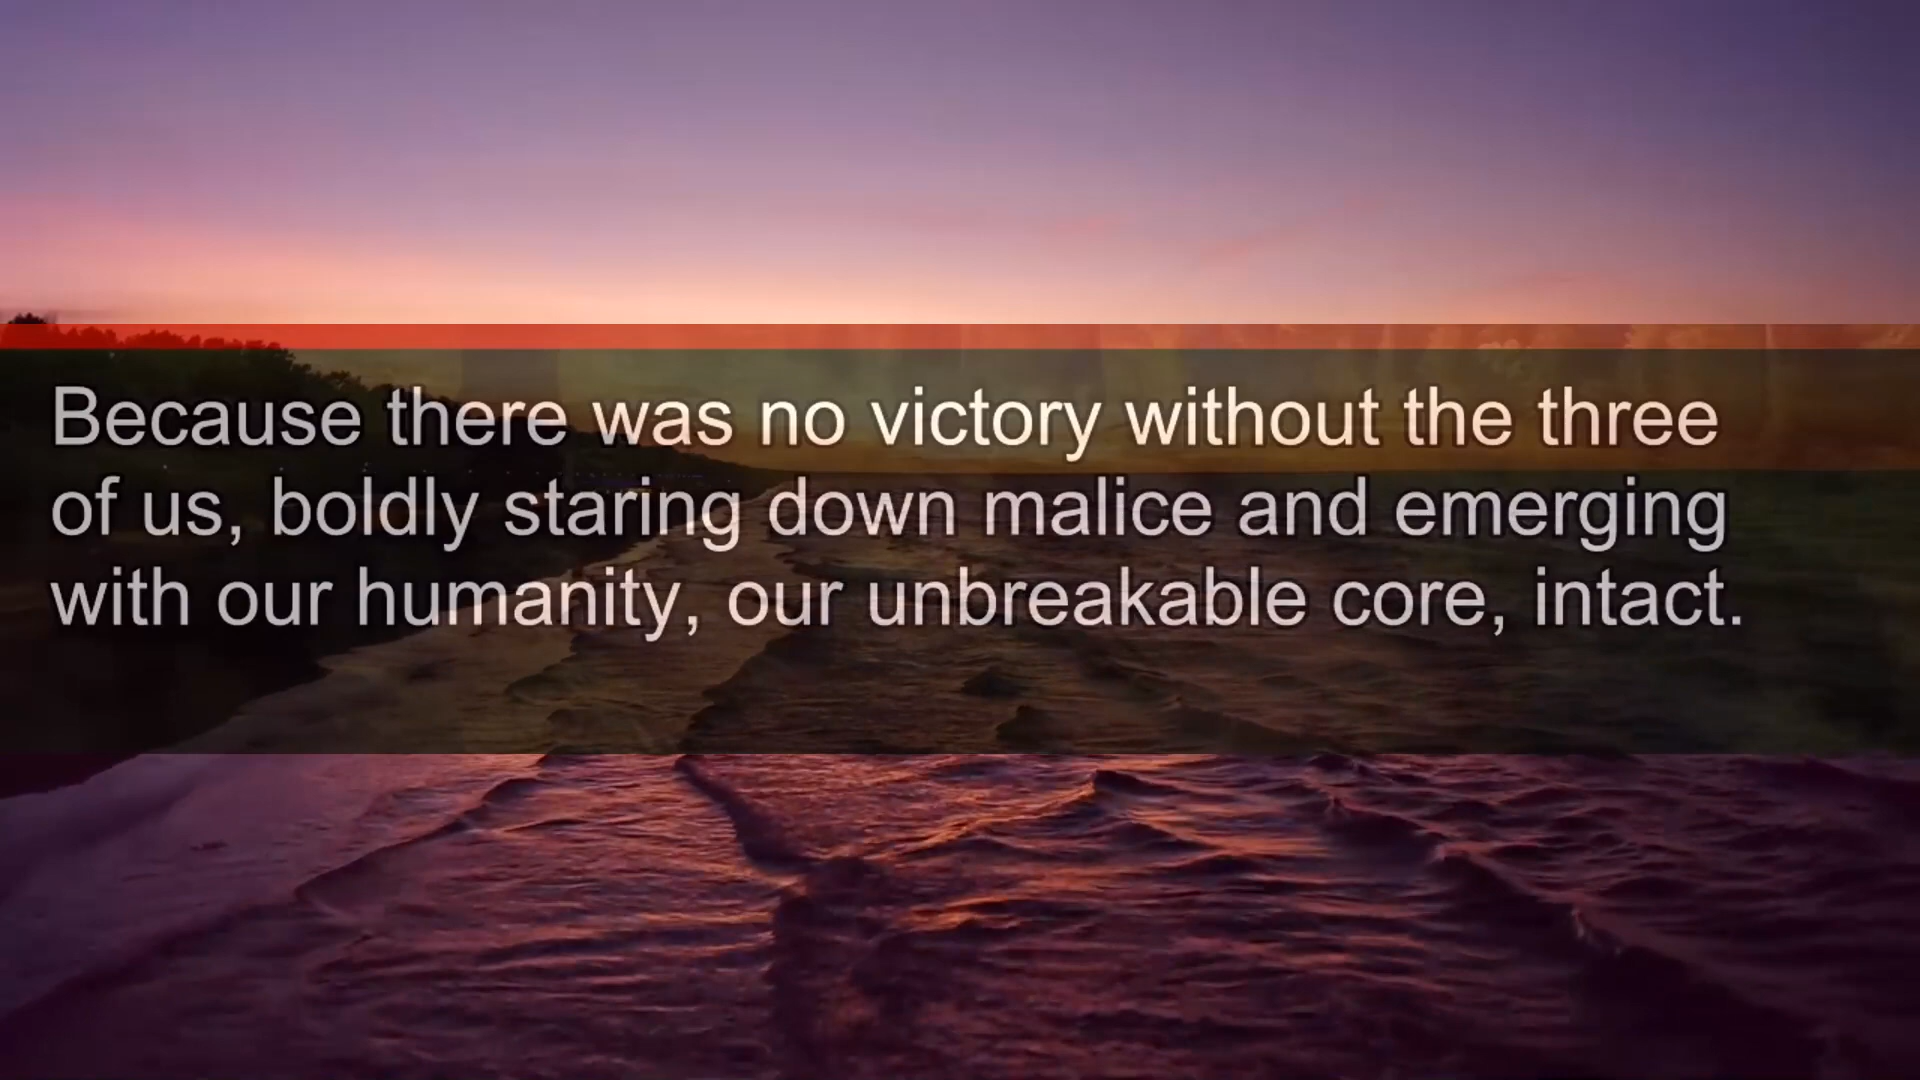 Because there was no victory without the three
of us, boldly staring down malice and emerging
with our humanity, our unbreakable core, intact.